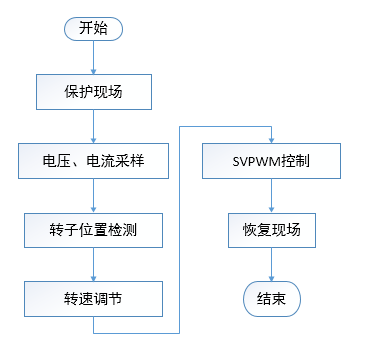 开始
保护现场
电压、电流采样
转子位置检测
转速调节
SVPWM控制
恢复现场
结束